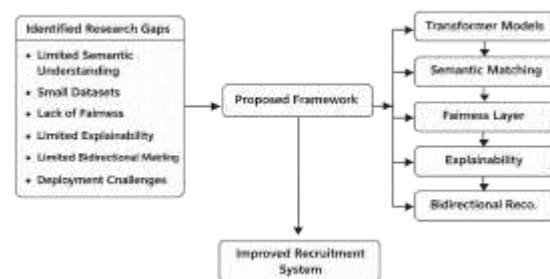 Identified Research Gaps
• Limited Semantic
Understanding
• Small Datasets
• Lack of Fairness
• Limited Explainability
• Limited Bidirectional
• Deployment Challenges
Proposed Framework
Improved Recruitment
System
Transformer Models
Semantic Matching
Fairness Layer
Explainability
Bidirectional Reco.